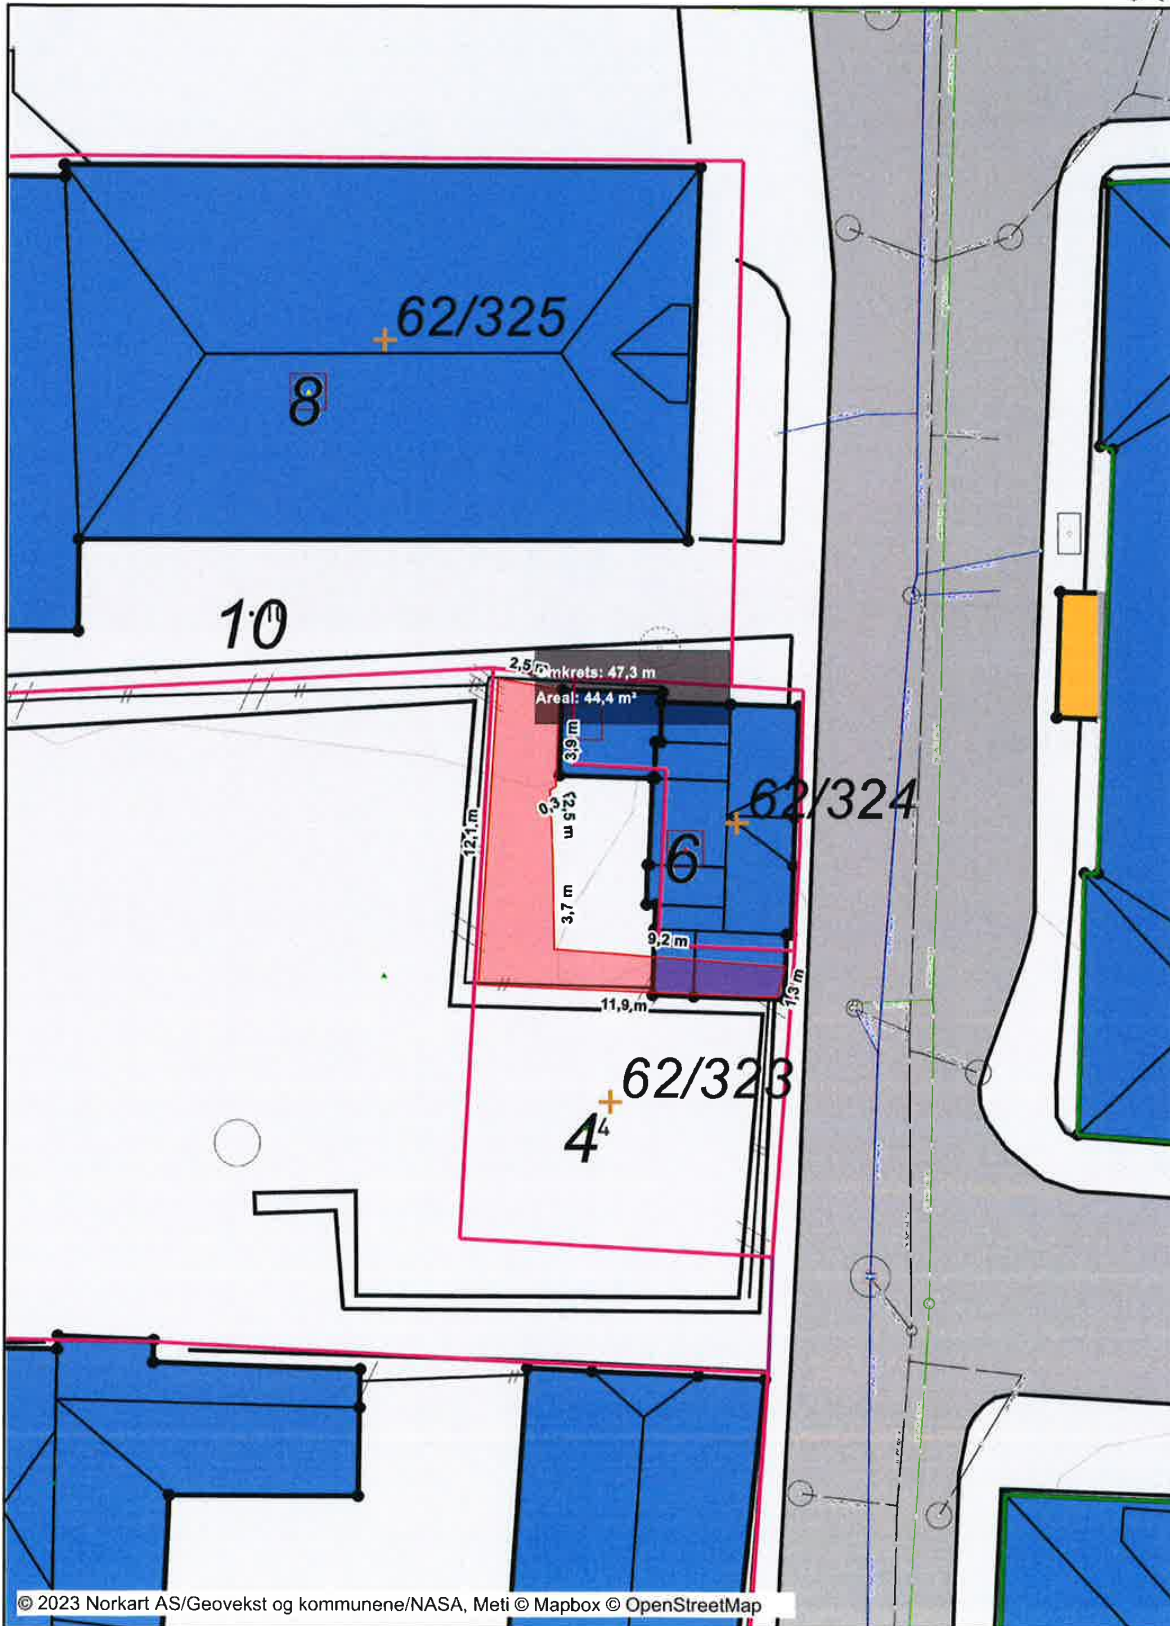 62/325
8
10
2,5 m
Omkrets: 47,3 m
Areal: 44,4 m²
3,9 m
0,3
2,5 m
62/324
12,1 m
6
3,7 m
9,2 m
1,3 m
11,9 m
62/323
4
4
© 2023 Norkart AS/Geovekst og kommunene/NASA, Meti © Mapbox © OpenStreetMap